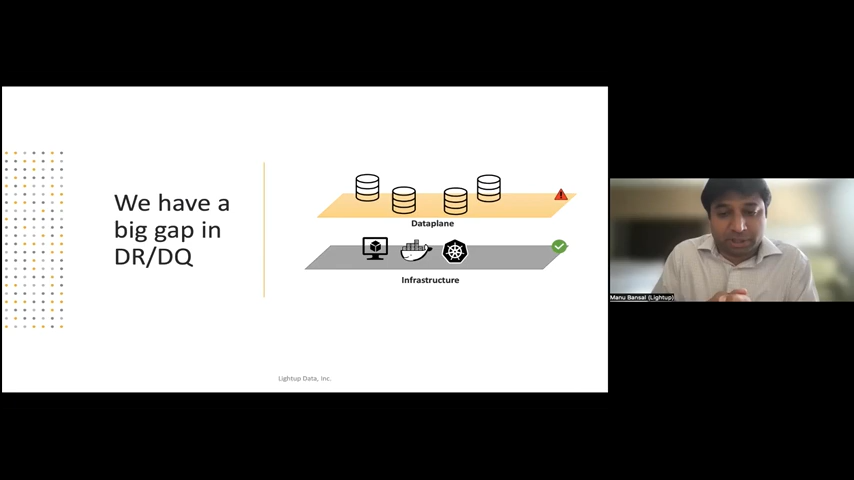 We have a
big gap in
DR/DQ
Dataplane
Infrastructure
Lightup Data, Inc.
Manu Bansal (Lightup)